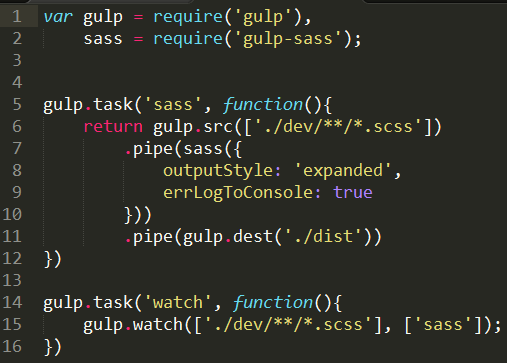 1 var gulp = require('gulp'),
2     sass = require('gulp-sass');
3
4
5 gulp.task('sass', function(){
6     return gulp.src(['./dev/**/*.scss'])
7         .pipe(sass({
8             outputStyle: 'expanded',
9             errLogToConsole: true
10         }))
11         .pipe(gulp.dest('./dist'))
12 })
13
14 gulp.task('watch', function(){
15     gulp.watch(['./dev/**/*.scss'], ['sass']);
16 })